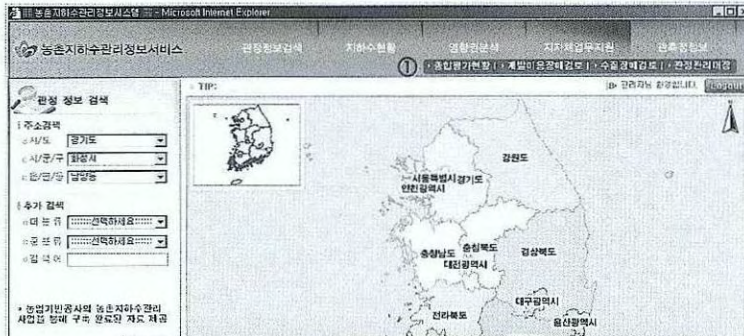 농촌지하수관리정보시스템 - Microsoft Internet Explorer
농촌지하수관리정보서비스
관정정보검색 지하수현황 영향권분석 지자체업무지원 관측정정보
① • 종합평가현황 | • 개발이용장해검토 | • 수질장해검토 | • 관정관리대장
TIP: 관리자님 환영합니다. Logout
관정 정보 검색
주소검색
시/도 경기도
시/군/구 화성시
읍/면/동 남양동
추가 검색
대분류 ::::::선택하세요::::::
중분류 ::::::선택하세요::::::
검색어
* 농업기반공사의 농촌지하수관리
사업을 통해 구축 완료된 자료 제공
강원도
서울특별시 경기도
인천광역시
충청남도 충청북도
대전광역시
경상북도
대구광역시
전라북도
울산광역시